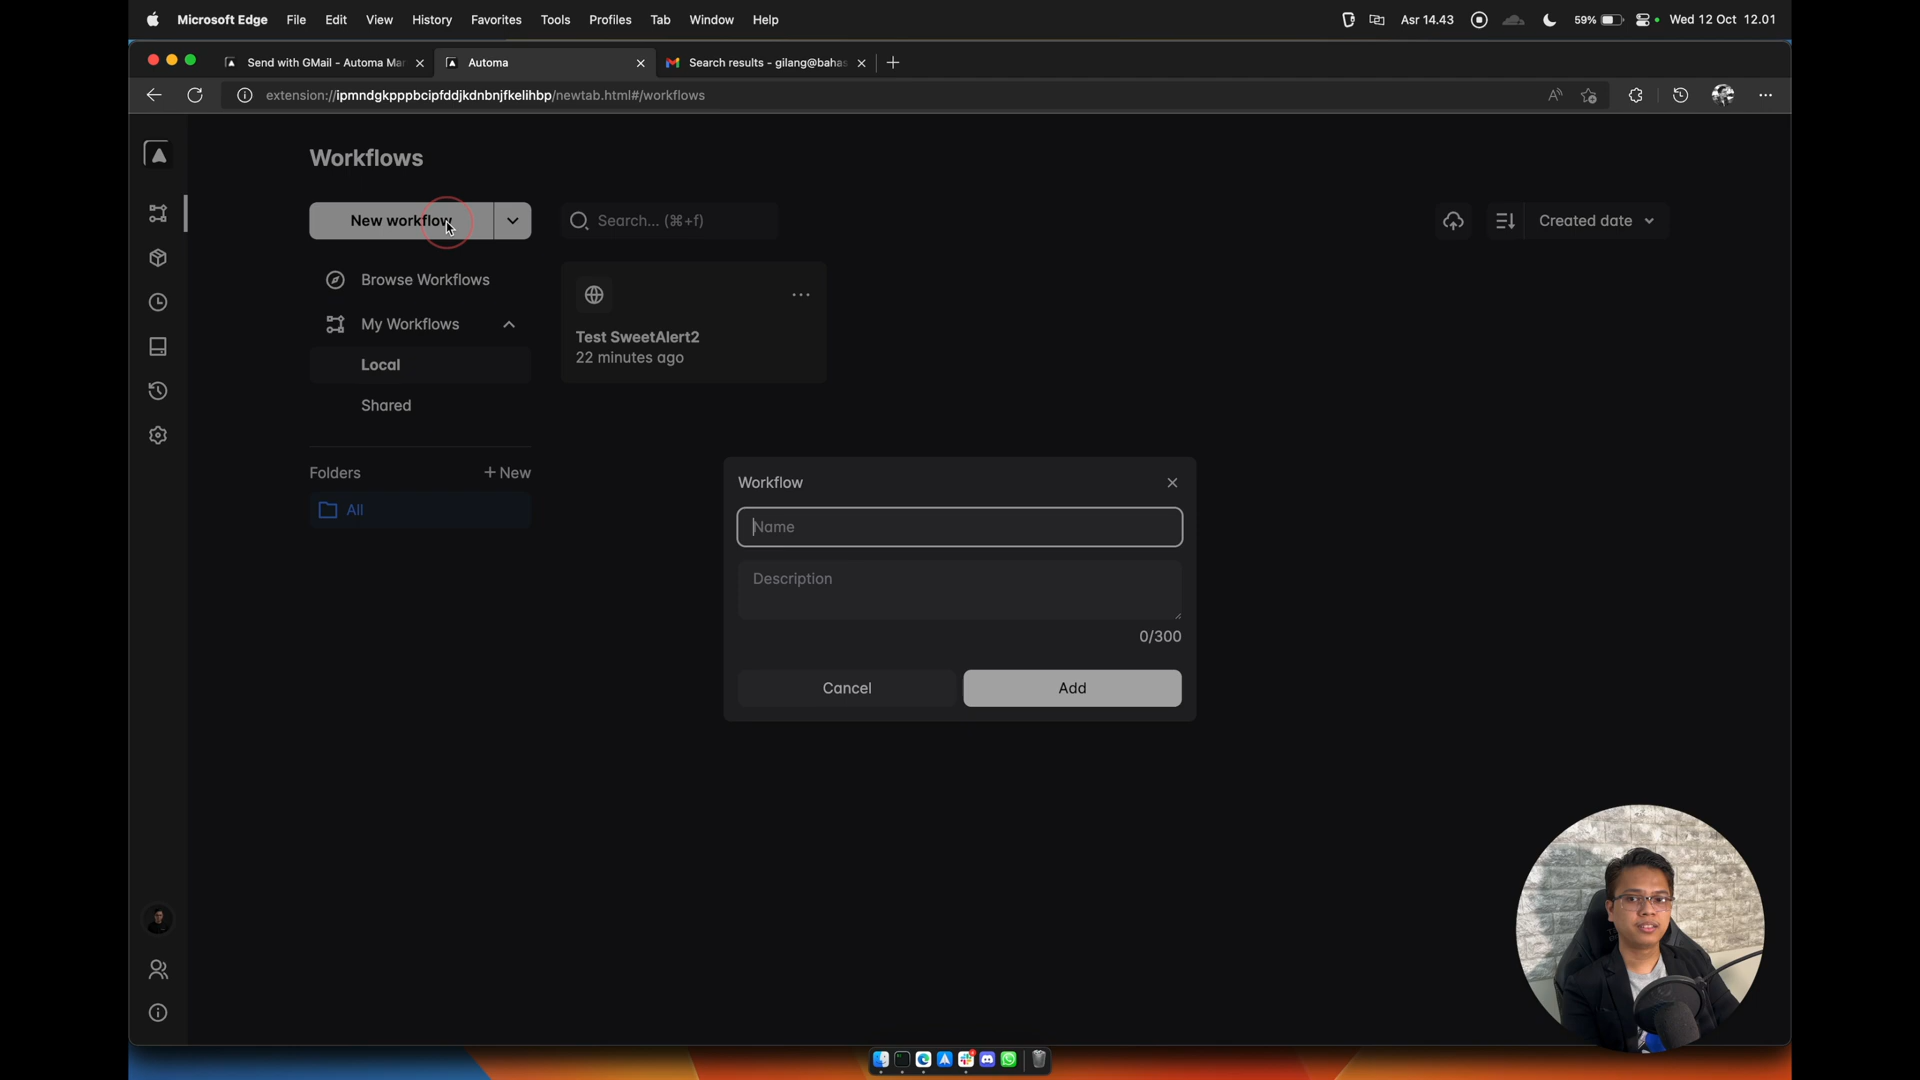 Microsoft Edge File Edit View History Favorites Tools Profiles Tab Window Help
Asr 14.43 59% Wed 12 Oct 12.01
Send with GMail - Automa Mar
Automa
Search results - gilang@bahas
extension://ipmndgkpppbcipfddjkdnbnjfkelihbp/newtab.html#/workflows
Workflows
New workflow
Search... (⌘+f)
Created date
Browse Workflows
My Workflows
Local
Shared
Test SweetAlert2
22 minutes ago
Folders
+ New
All
Workflow
Name
Description
0/300
Cancel
Add